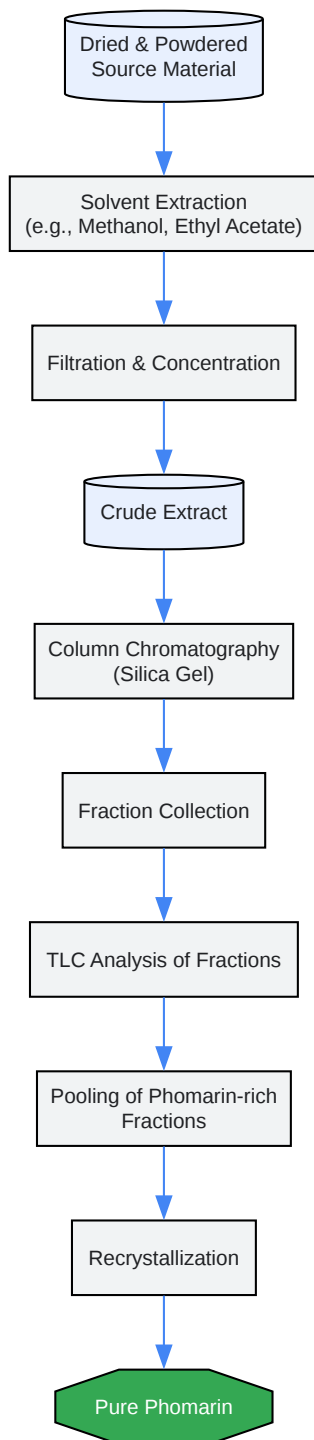 Dried & Powdered
Source Material
Solvent Extraction
(e.g., Methanol, Ethyl Acetate)
Filtration & Concentration
Crude Extract
Column Chromatography
(Silica Gel)
Fraction Collection
TLC Analysis of Fractions
Pooling of Phomarin-rich
Fractions
Recrystallization
Pure Phomarin